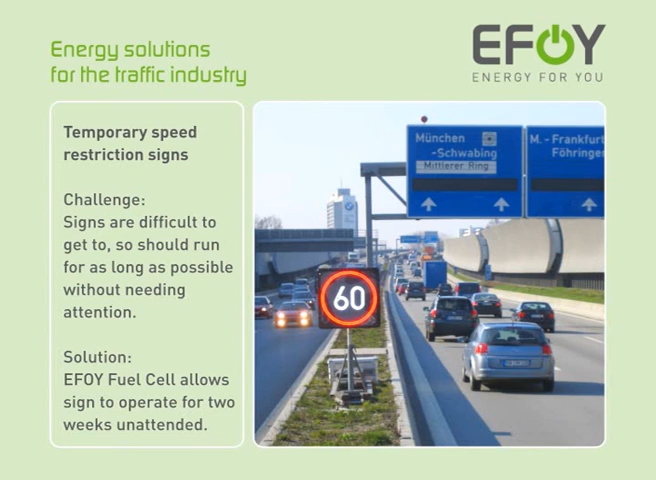 Energy solutions
for the traffic industry
EFOY
ENERGY FOR YOU
Temporary speed
restriction signs
Challenge:
Signs are difficult to
get to, so should run
for as long as possible
without needing
attention.
Solution:
EFOY Fuel Cell allows
sign to operate for two
weeks unattended.
München
-Schwabing
Mittlerer Ring
M. - Frankfurt
Föhringer
60